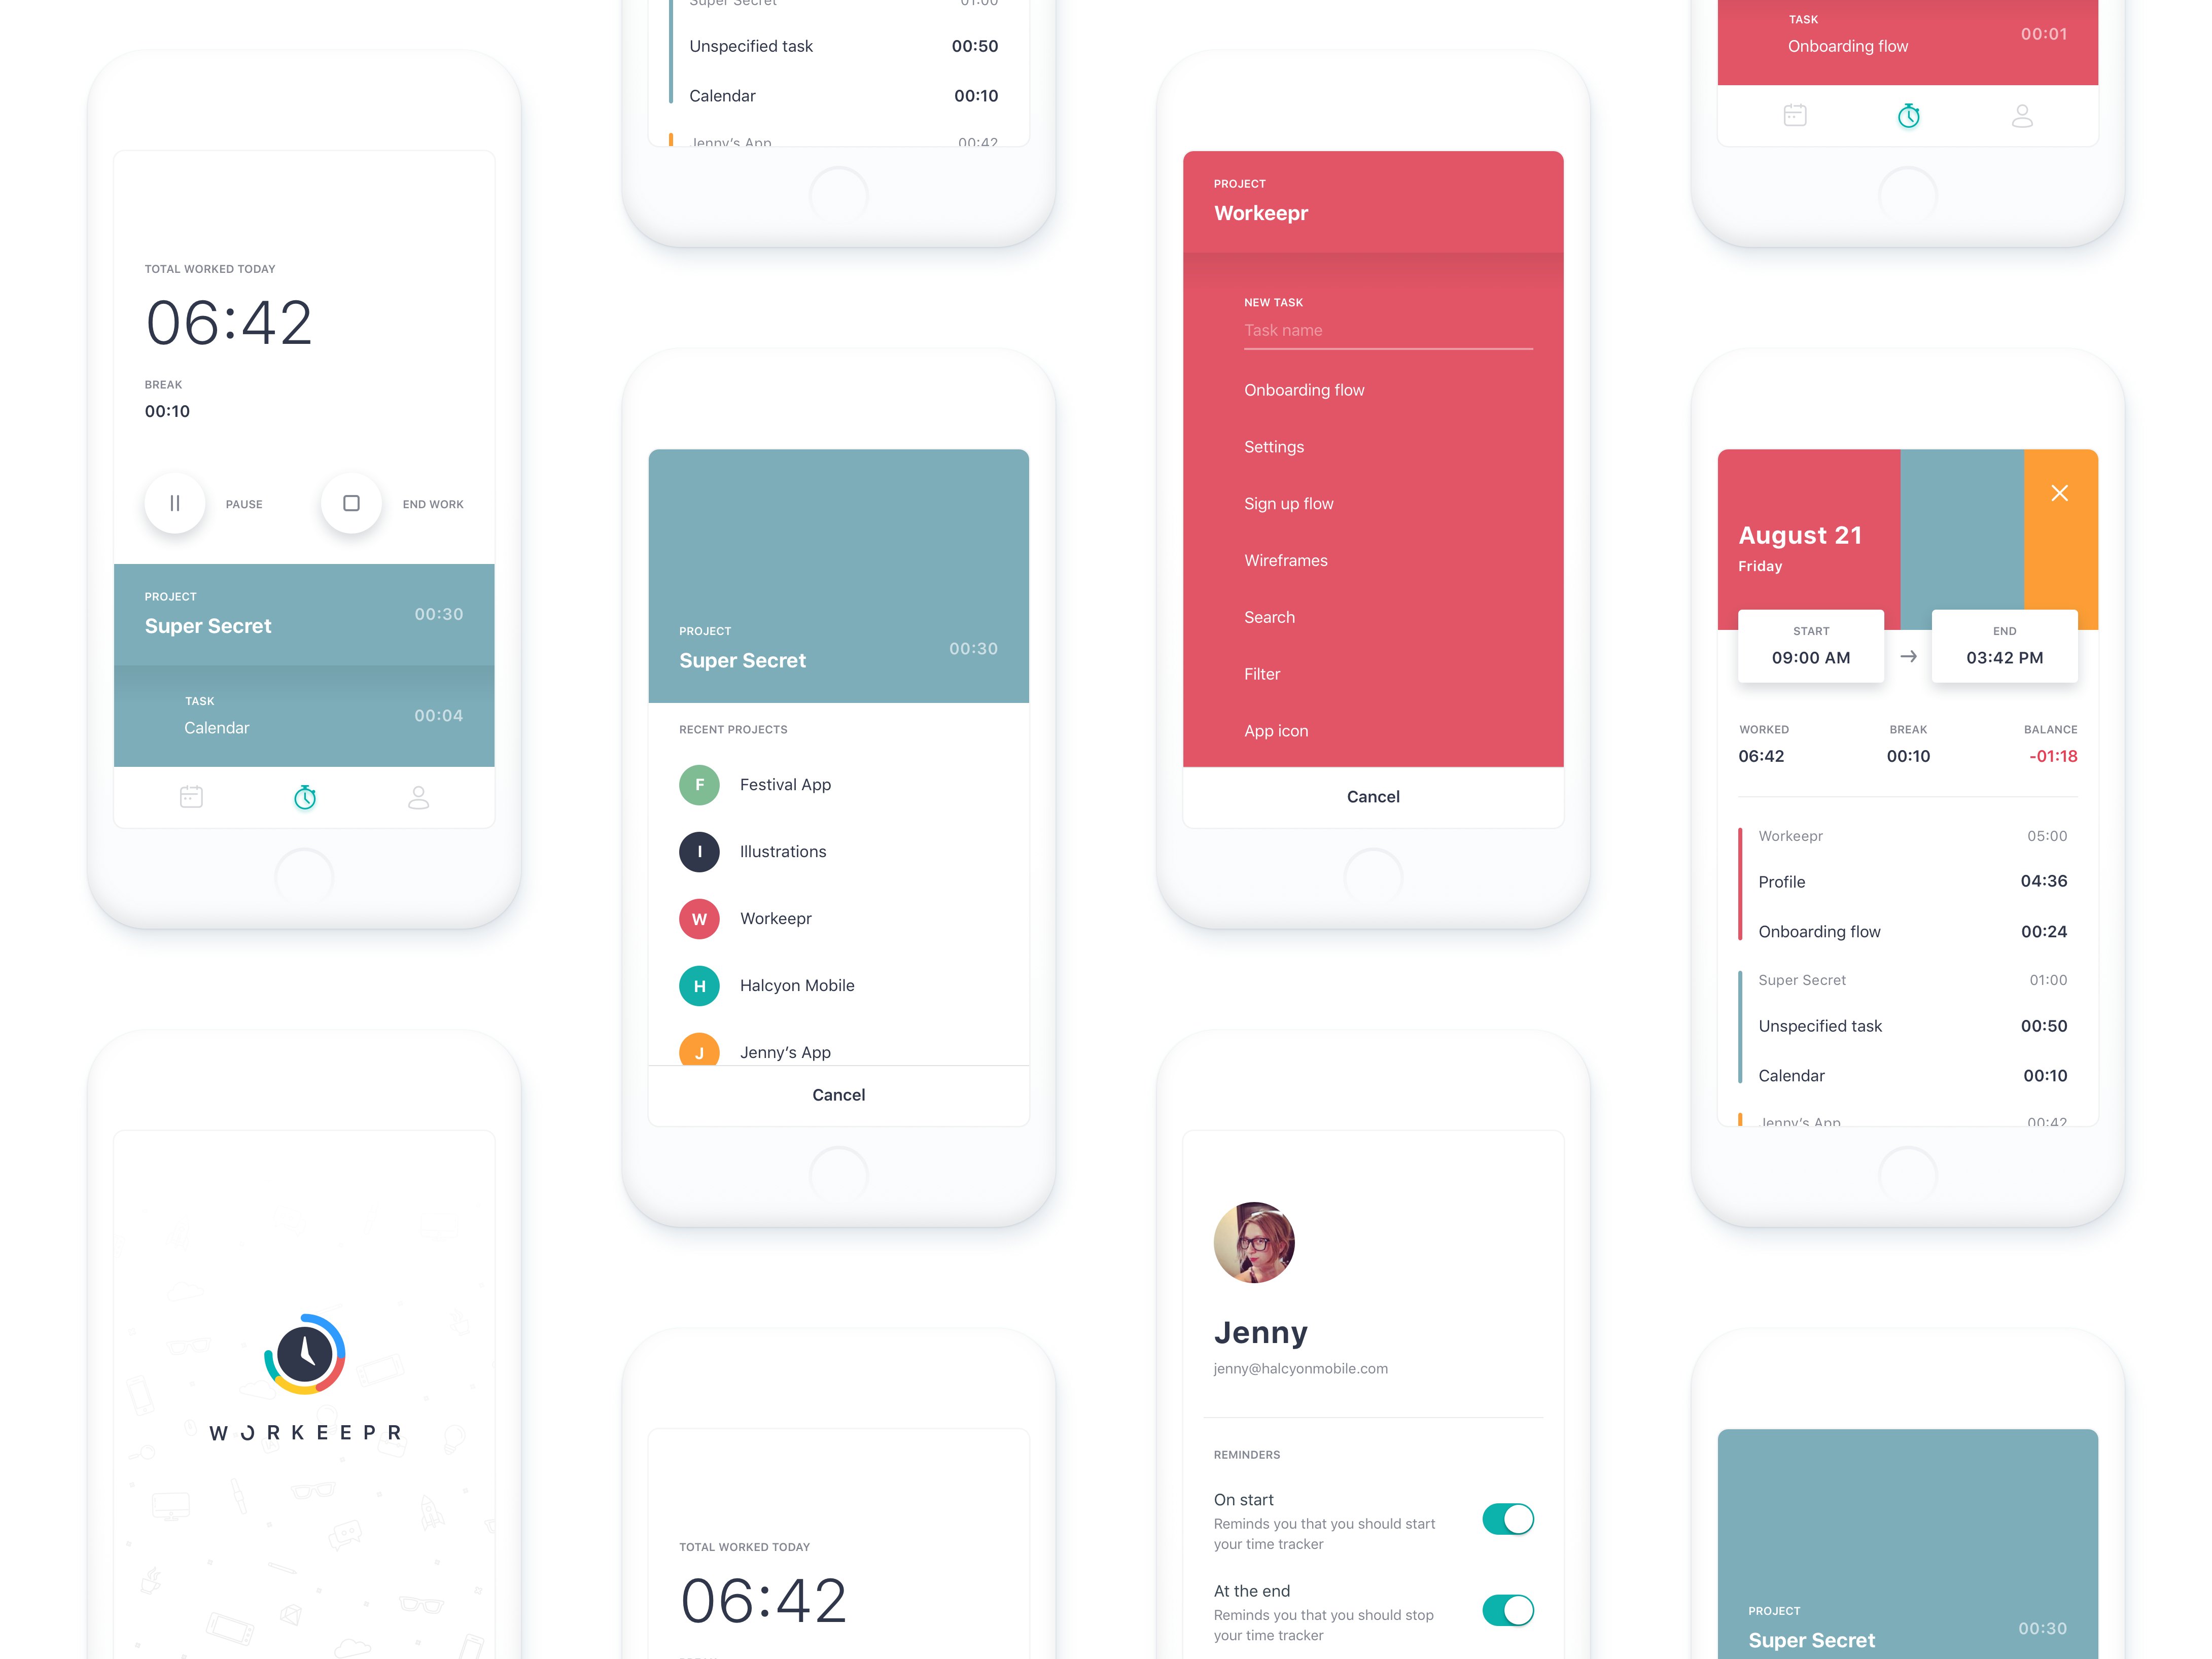 TOTAL WORKED TODAY
06:42
BREAK
00:10
PAUSE
END WORK
PROJECT
Super Secret
00:30
TASK
Calendar
00:04
WORKEEPR
Super Secret
01:00
Unspecified task
00:50
Calendar
00:10
Jenny’s App
00:42
PROJECT
Super Secret
00:30
RECENT PROJECTS
F
Festival App
I
Illustrations
W
Workeepr
H
Halcyon Mobile
J
Jenny’s App
Cancel
TOTAL WORKED TODAY
06:42
PROJECT
Workeepr
NEW TASK
Task name
Onboarding flow
Settings
Sign up flow
Wireframes
Search
Filter
App icon
Cancel
Jenny
jenny@halcyonmobile.com
REMINDERS
On start
Reminds you that you should start
your time tracker
At the end
Reminds you that you should stop
your time tracker
TASK
Onboarding flow
00:01
August 21
Friday
START
09:00 AM
END
03:42 PM
WORKED
06:42
BREAK
00:10
BALANCE
-01:18
Workeepr
05:00
Profile
04:36
Onboarding flow
00:24
Super Secret
01:00
Unspecified task
00:50
Calendar
00:10
Jenny’s App
00:42
PROJECT
Super Secret
00:30